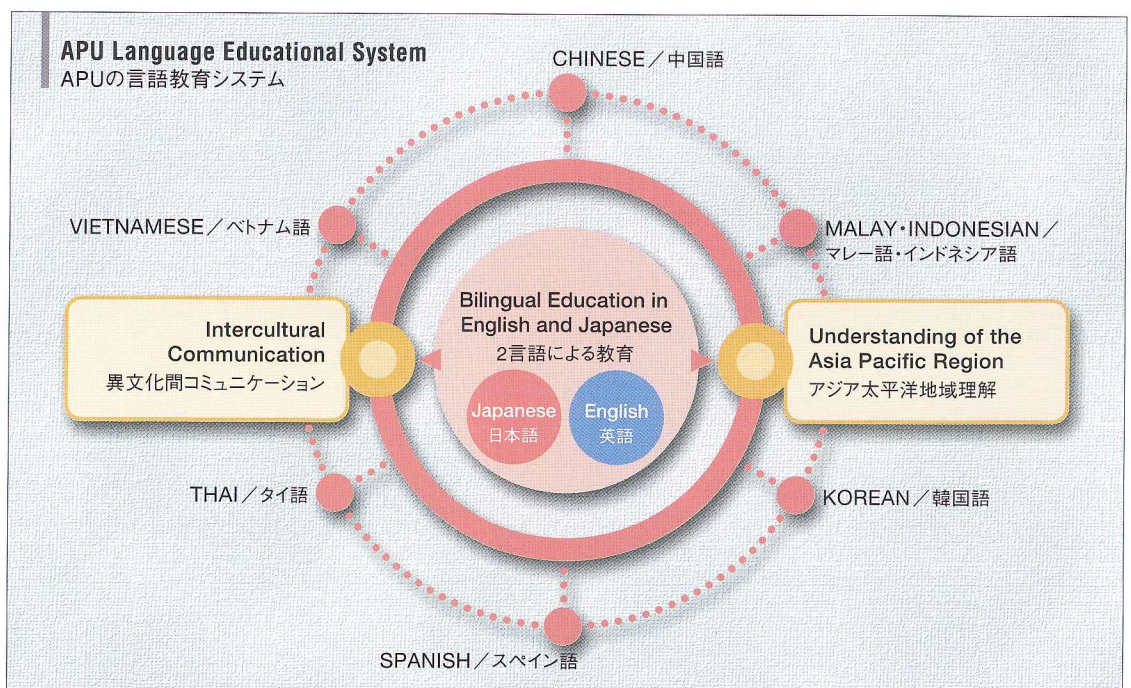 APU Language Educational System
APUの言語教育システム
CHINESE／中国語
VIETNAMESE／ベトナム語
MALAY・INDONESIAN／
マレー語・インドネシア語
Intercultural
Communication
異文化間コミュニケーション
Bilingual Education in
English and Japanese
2言語による教育
Japanese
日本語
English
英語
Understanding of the
Asia Pacific Region
アジア太平洋地域理解
THAI／タイ語
KOREAN／韓国語
SPANISH／スペイン語